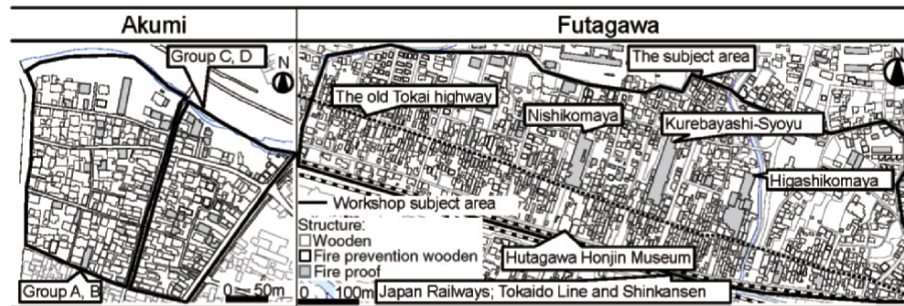 Akumi
Futagawa
Group C, D
N
The subject area
N
The old Tokai highway
Nishikomaya
Kurebayashi-Syoyu
Higashikomaya
Workshop subject area
Structure:
Wooden
Fire prevention wooden
Fire proof
Hutagawa Honjin Museum
Group A, B
0 50m
0 100m
Japan Railways; Tokaido Line and Shinkansen